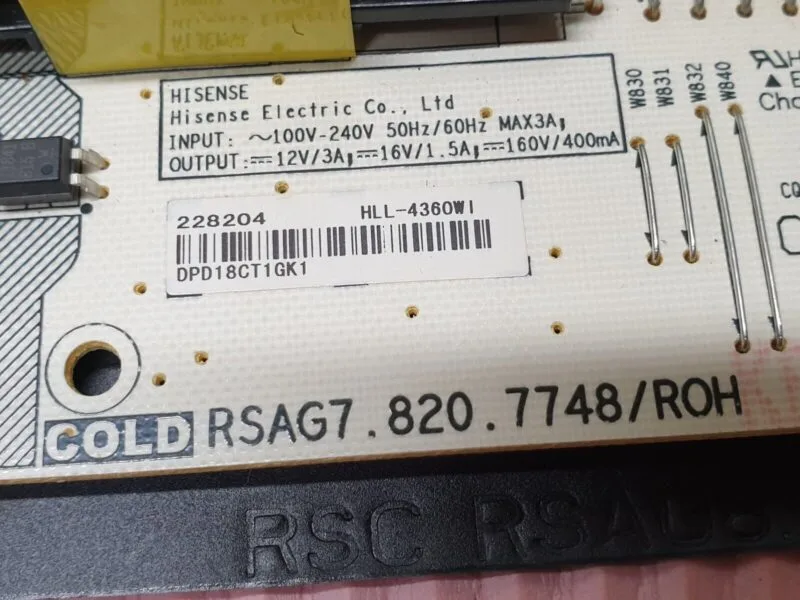 HISENSE
Hisense Electric Co., Ltd
INPUT: ～100V-240V 50Hz/60Hz MAX3A;
OUTPUT:⎓12V/3A;⎓16V/1.5A;⎓160V/400mA
W830
W831
W832
W840
228204 HLL-4360WI
DPD18CT1GK1
COLD RSAG7.820.7748/ROH
RSC
CQ